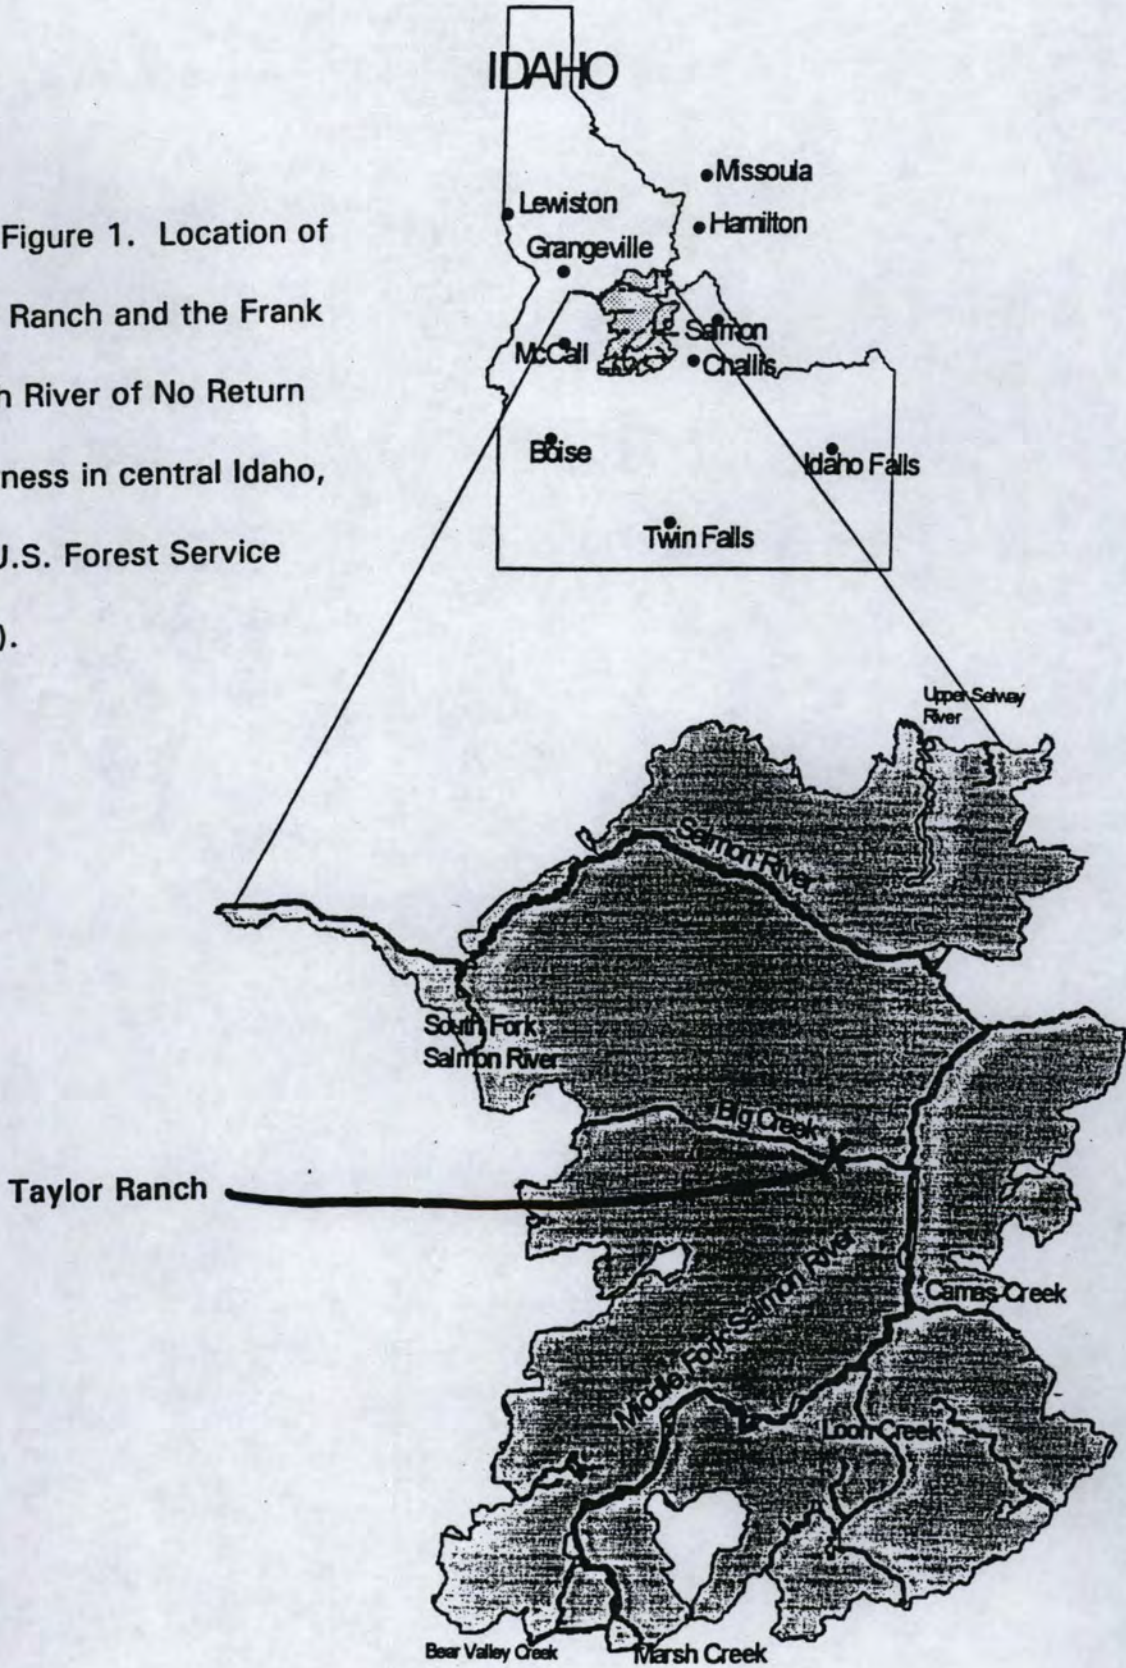 IDAHO
Missoula
Lewiston
Hamilton
Grangeville
Figure 1. Location of
Ranch and the Frank
River of No Return
ness in central Idaho,
U.S. Forest Service
).
Salmon
McCall
Challis
Boise
Idaho Falls
Twin Falls
Upper Selway
River
Salmon River
South Fork
Salmon River
Big Creek
Taylor Ranch
Middle Fork Salmon River
Camas Creek
Loon Creek
Bear Valley Creek
Marsh Creek